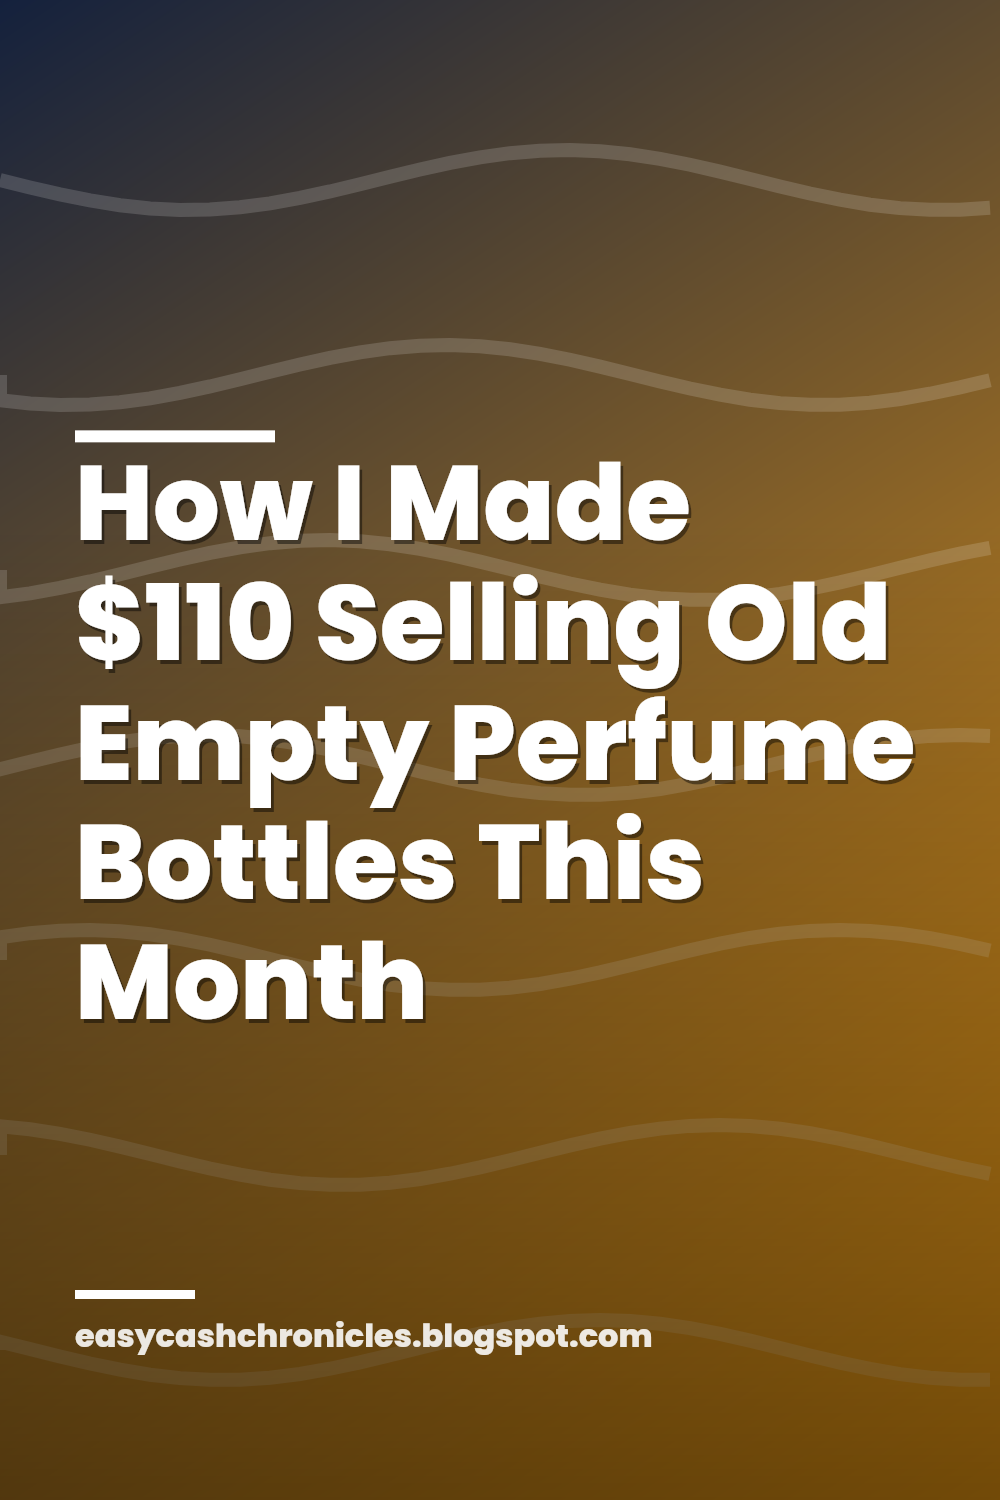 How I Made
$110 Selling Old
Empty Perfume
Bottles This
Month
easycashchronicles.blogspot.com